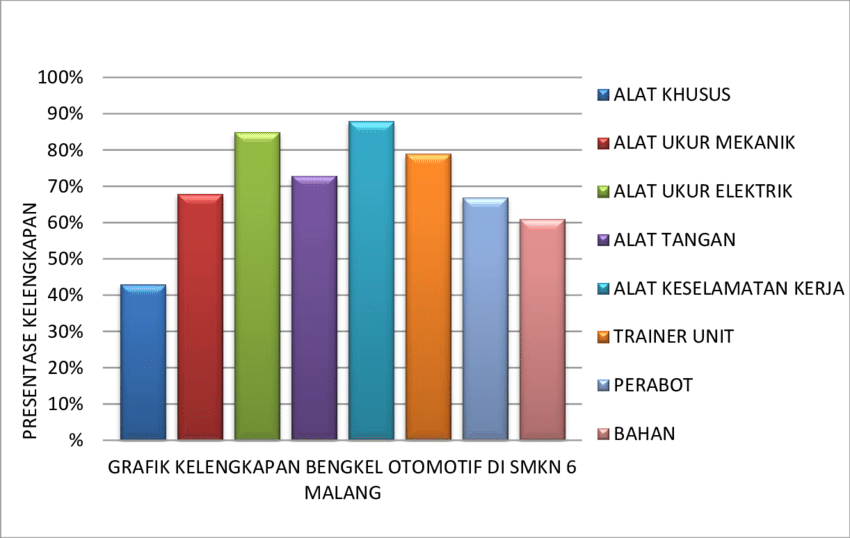 PRESENTASE KELENGKAPAN
100%
90%
80%
70%
60%
50%
40%
30%
20%
10%
%
GRAFIK KELENGKAPAN BENGKEL OTOMOTIF DI SMKN 6
MALANG
ALAT KHUSUS
ALAT UKUR MEKANIK
ALAT UKUR ELEKTRIK
ALAT TANGAN
ALAT KESELAMATAN KERJA
TRAINER UNIT
PERABOT
BAHAN